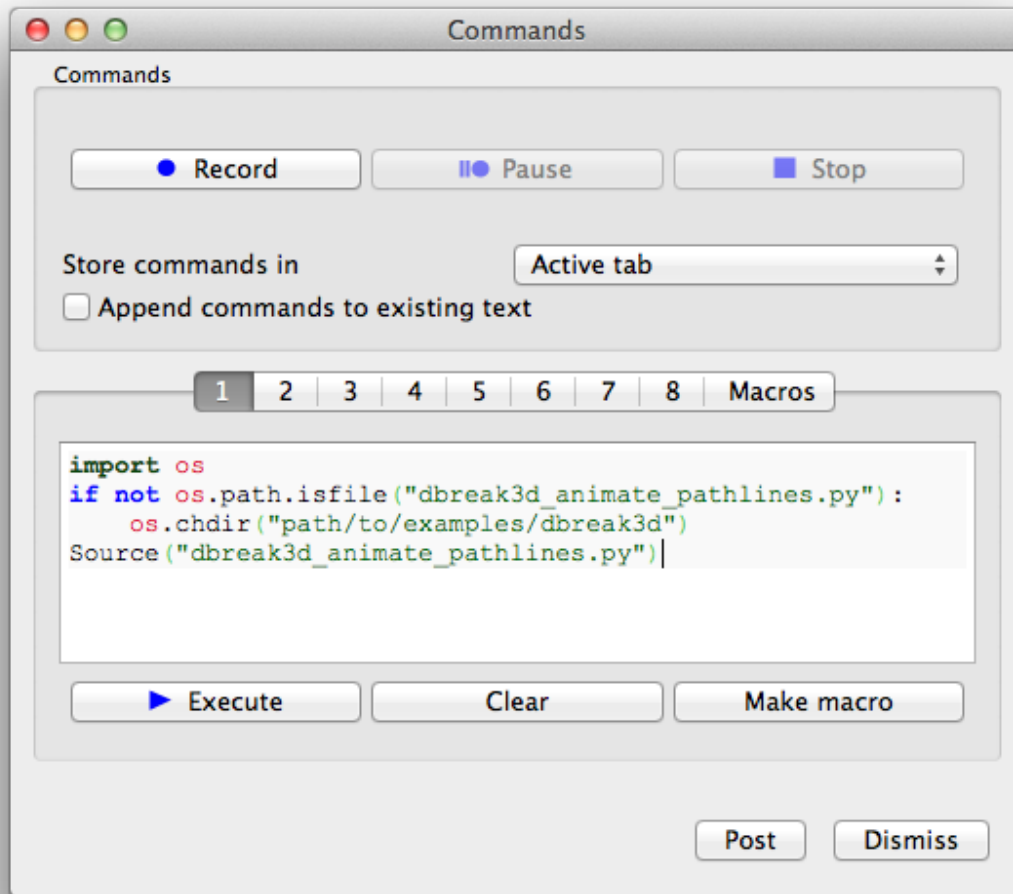 Commands
Commands
Record
Pause
Stop
Store commands in
Active tab
Append commands to existing text
1 2 3 4 5 6 7 8 Macros
import os
if not os.path.isfile("dbreak3d_animate_pathlines.py"):
    os.chdir("path/to/examples/dbreak3d")
Source("dbreak3d_animate_pathlines.py")
Execute
Clear
Make macro
Post
Dismiss